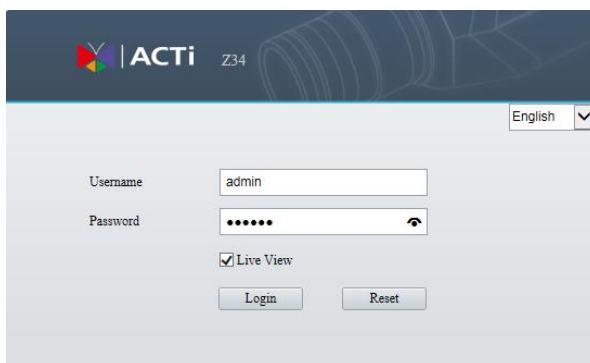 ACTi Z34
English
Username admin
Password ••••••
Live View
Login Reset